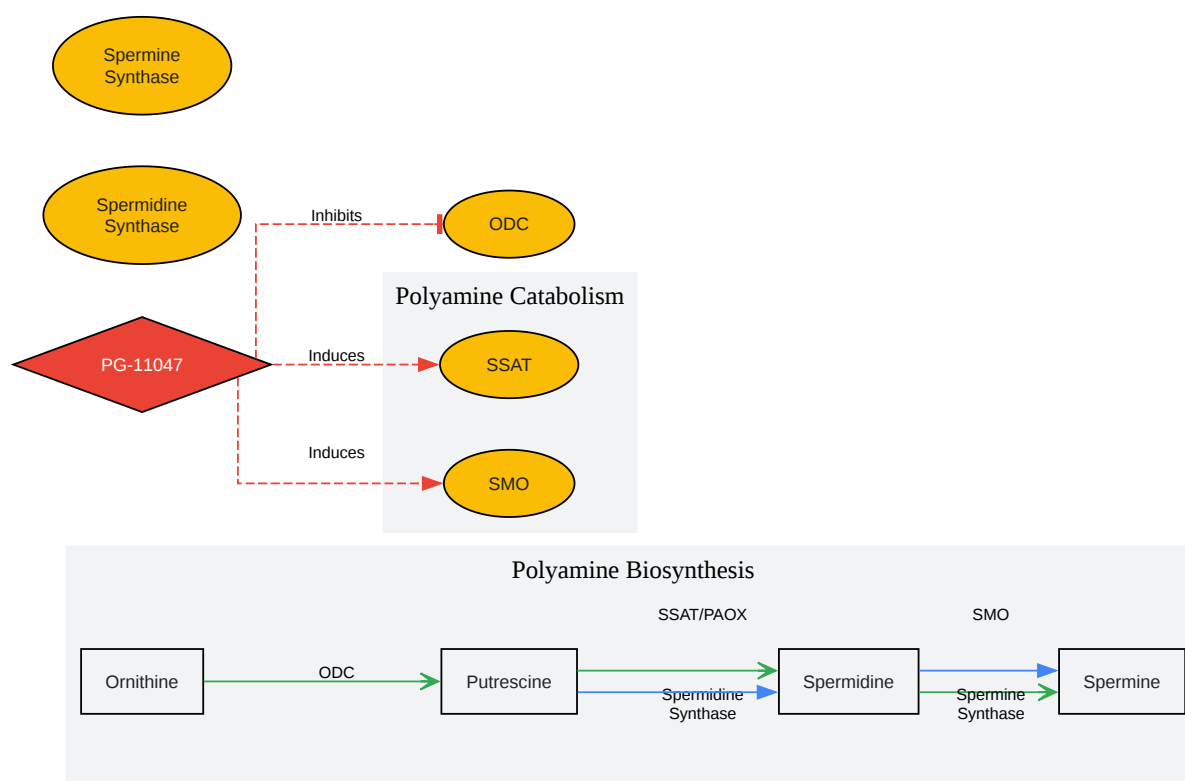 Spermine
Synthase
Spermidine
Synthase
Inhibits
ODC
Polyamine Catabolism
PG-11047
Induces
SSAT
Induces
SMO
Polyamine Biosynthesis
SSAT/PAOX
SMO
Ornithine
ODC
Putrescine
Spermidine
Synthase
Spermidine
Spermine
Synthase
Spermine